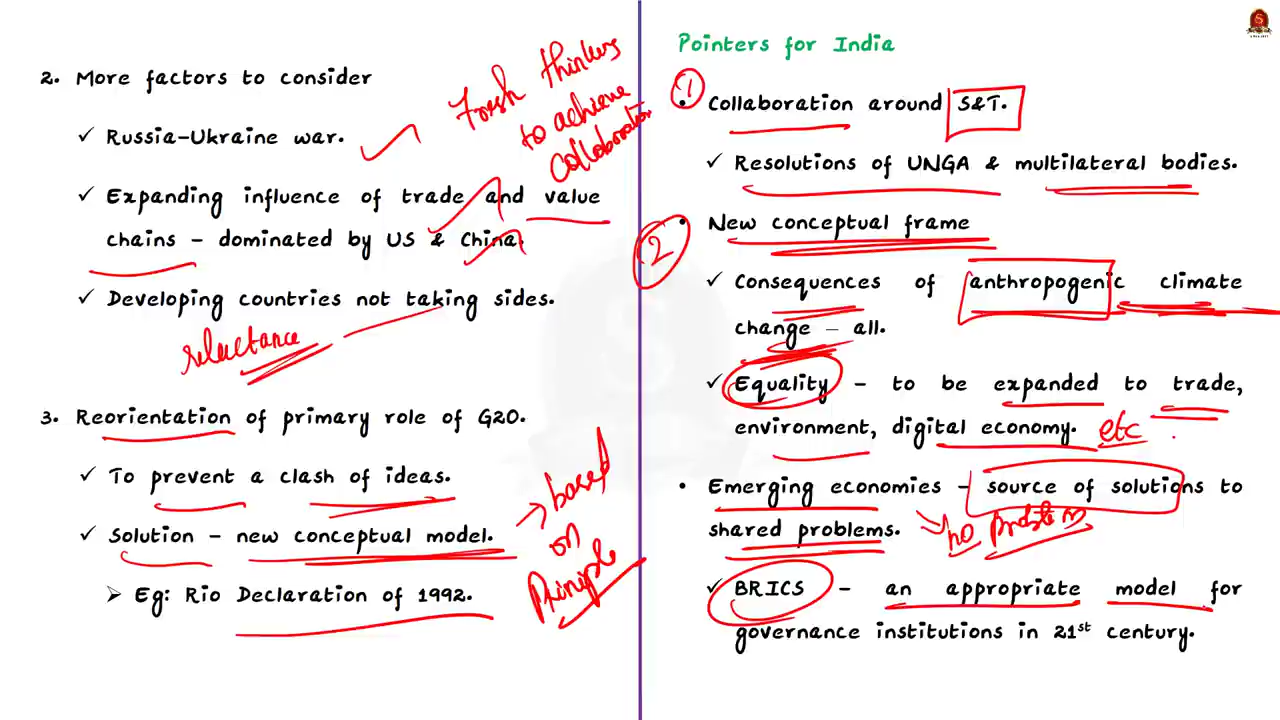 2. More factors to consider
✓ Russia-Ukraine war.
Fresh thinkers
to achieve
collaboration
✓ Expanding influence of trade and value
chains - dominated by US & China.
✓ Developing countries not taking sides.
reluctance
3. Reorientation of primary role of G20.
✓ To prevent a clash of ideas.
✓ Solution - new conceptual model.
based
on
Principle
➢ Eg: Rio Declaration of 1992.
Pointers for India
1
• Collaboration around S&T.
✓ Resolutions of UNGA & multilateral bodies.
2
• New conceptual frame
✓ Consequences of anthropogenic climate
change - all.
✓ Equality - to be expanded to trade,
environment, digital economy. etc
• Emerging economies - source of solutions to
shared problems.
no problem
✓ BRICS - an appropriate model for
governance institutions in 21st century.